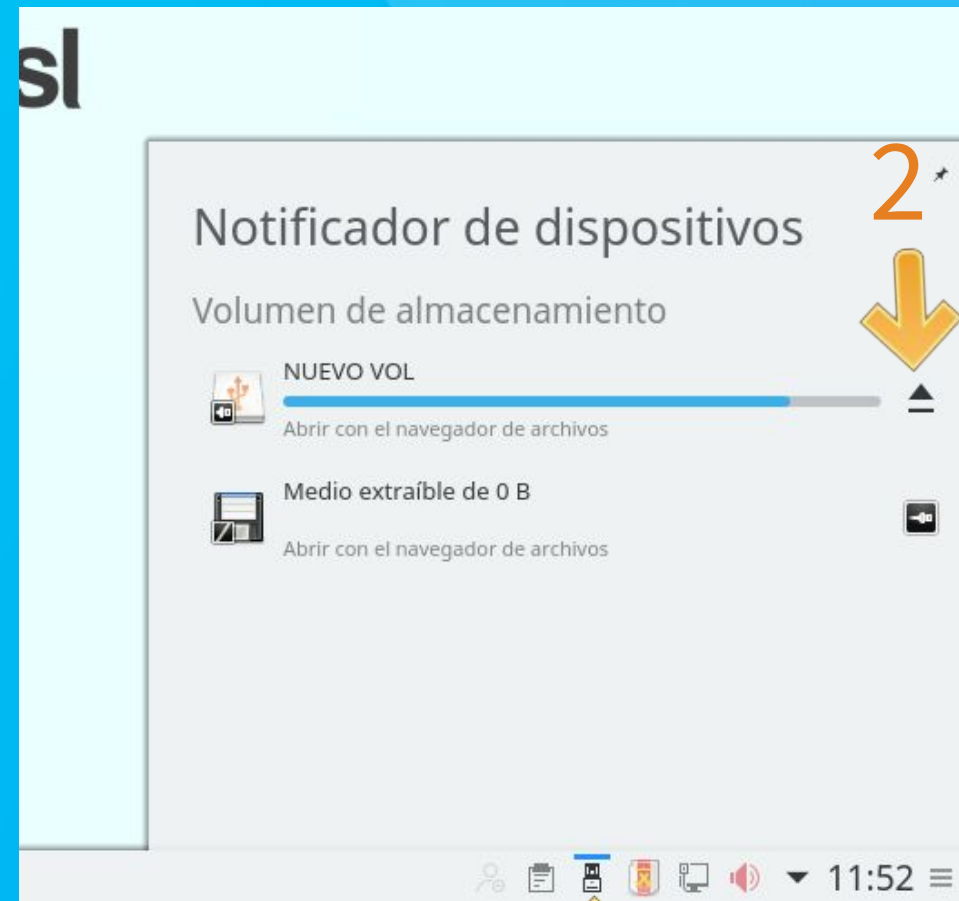 sl
2
Notificador de dispositivos
Volumen de almacenamiento
NUEVO VOL
Abrir con el navegador de archivos
Medio extraíble de 0 B
Abrir con el navegador de archivos
11:52